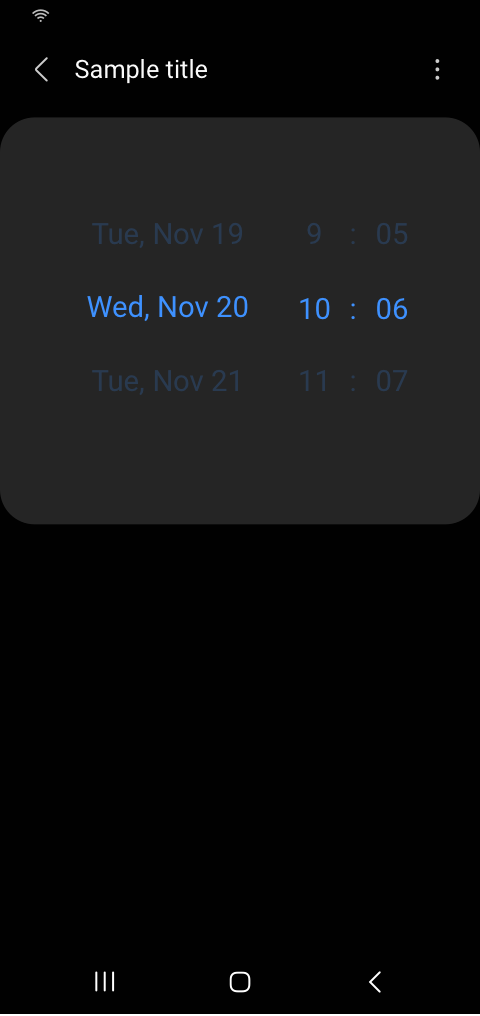 Sample title
Tue, Nov 19 9 : 05
Wed, Nov 20 10 : 06
Tue, Nov 21 11 : 07